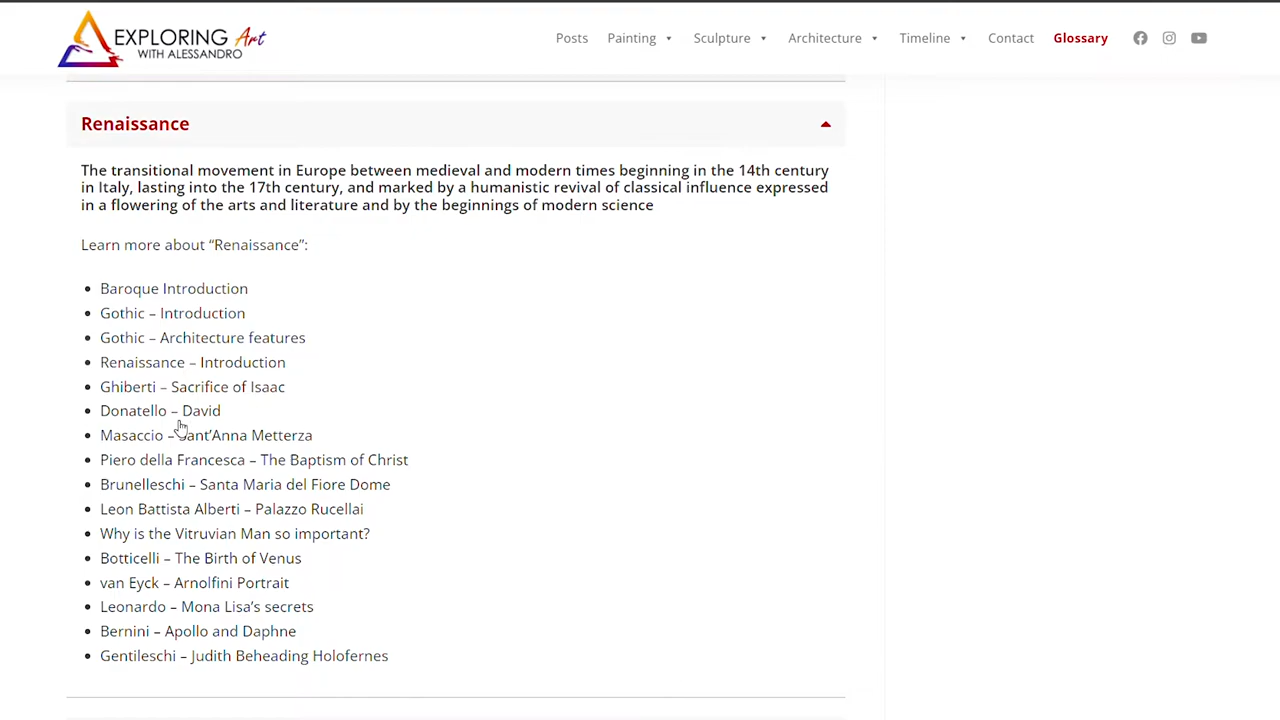 EXPLORING Art
WITH ALESSANDRO
Posts
Painting
Sculpture
Architecture
Timeline
Contact
Glossary
Renaissance
The transitional movement in Europe between medieval and modern times beginning in the 14th century
in Italy, lasting into the 17th century, and marked by a humanistic revival of classical influence expressed
in a flowering of the arts and literature and by the beginnings of modern science
Learn more about “Renaissance”:
Baroque Introduction
Gothic – Introduction
Gothic – Architecture features
Renaissance – Introduction
Ghiberti – Sacrifice of Isaac
Donatello – David
Masaccio – Sant’Anna Metterza
Piero della Francesca – The Baptism of Christ
Brunelleschi – Santa Maria del Fiore Dome
Leon Battista Alberti – Palazzo Rucellai
Why is the Vitruvian Man so important?
Botticelli – The Birth of Venus
van Eyck – Arnolfini Portrait
Leonardo – Mona Lisa’s secrets
Bernini – Apollo and Daphne
Gentileschi – Judith Beheading Holofernes